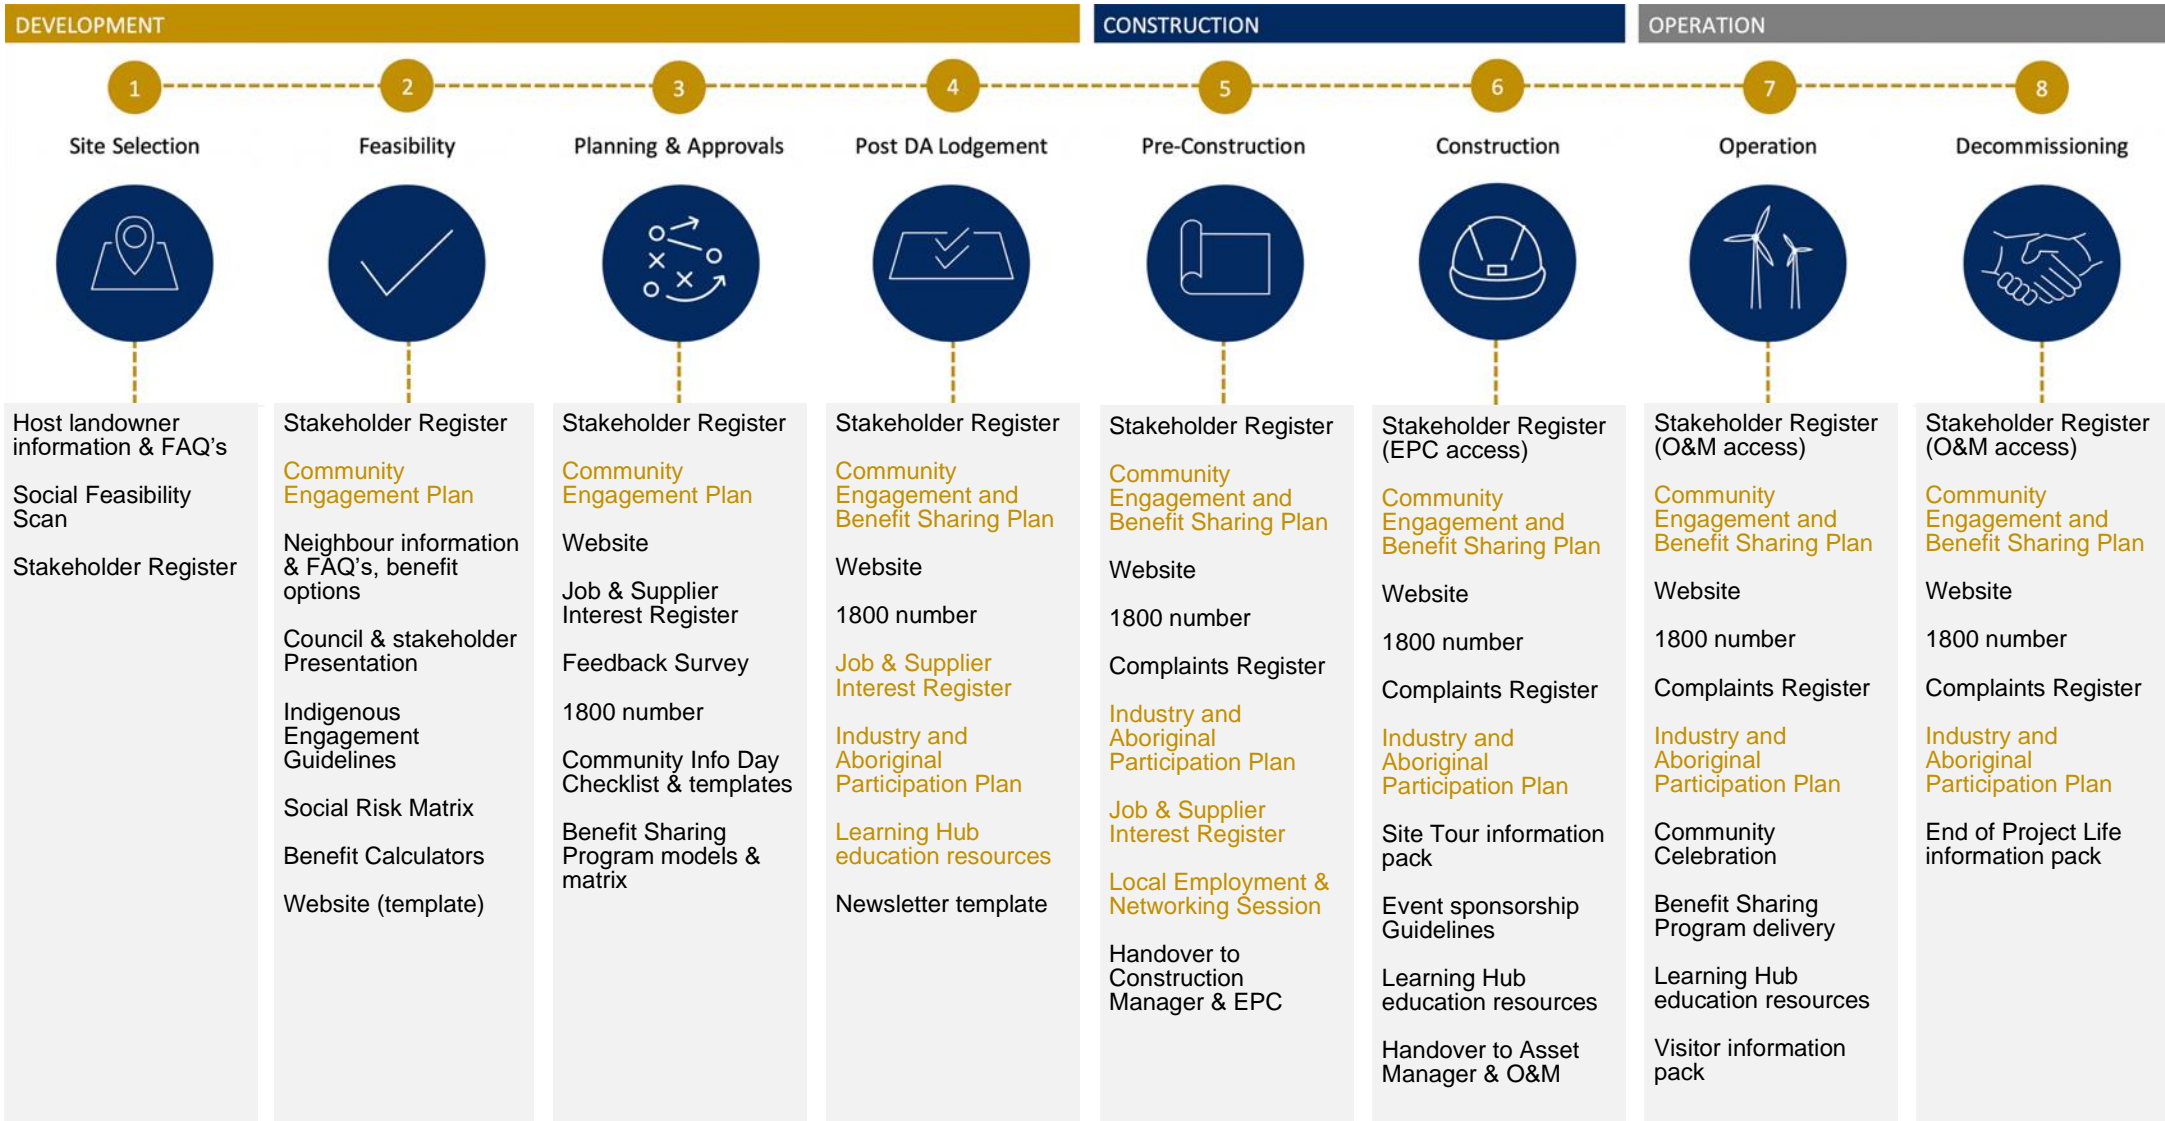 DEVELOPMENT
CONSTRUCTION
OPERATION
1
2
3
4
5
6
7
8
Site Selection
Feasibility
Planning & Approvals
Post DA Lodgement
Pre-Construction
Construction
Operation
Decommissioning
Host landowner
information & FAQ's
Social Feasibility
Scan
Stakeholder Register
Stakeholder Register
Community
Engagement Plan
Neighbour information
& FAQ's, benefit
options
Council & stakeholder
Presentation
Indigenous
Engagement
Guidelines
Social Risk Matrix
Benefit Calculators
Website (template)
Stakeholder Register
Community
Engagement Plan
Website
Job & Supplier
Interest Register
Feedback Survey
1800 number
Community Info Day
Checklist & templates
Benefit Sharing
Program models &
matrix
Stakeholder Register
Community
Engagement and
Benefit Sharing Plan
Website
1800 number
Job & Supplier
Interest Register
Industry and
Aboriginal
Participation Plan
Learning Hub
education resources
Newsletter template
Stakeholder Register
Community
Engagement and
Benefit Sharing Plan
Website
1800 number
Complaints Register
Industry and
Aboriginal
Participation Plan
Job & Supplier
Interest Register
Local Employment &
Networking Session
Handover to
Construction
Manager & EPC
Stakeholder Register
(EPC access)
Community
Engagement and
Benefit Sharing Plan
Website
1800 number
Complaints Register
Industry and
Aboriginal
Participation Plan
Site Tour information
pack
Event sponsorship
Guidelines
Learning Hub
education resources
Handover to Asset
Manager & O&M
Stakeholder Register
(O&M access)
Community
Engagement and
Benefit Sharing Plan
Website
1800 number
Complaints Register
Industry and
Aboriginal
Participation Plan
Community
Celebration
Benefit Sharing
Program delivery
Learning Hub
education resources
Visitor information
pack
Stakeholder Register
(O&M access)
Community
Engagement and
Benefit Sharing Plan
Website
1800 number
Complaints Register
Industry and
Aboriginal
Participation Plan
End of Project Life
information pack